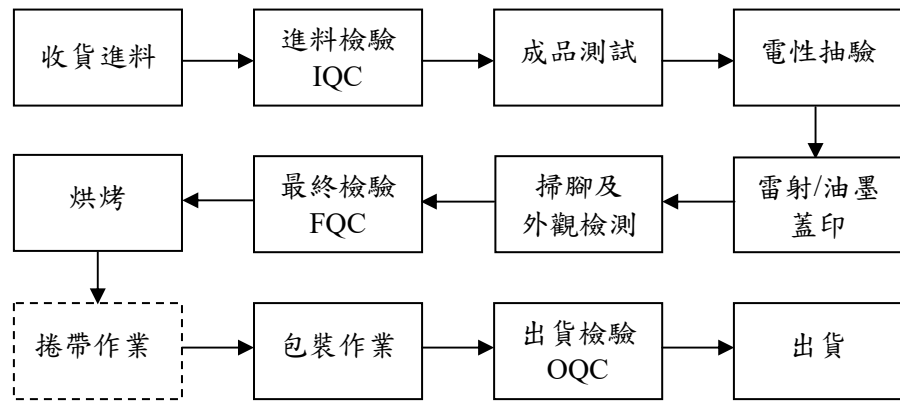 收貨進料
進料檢驗
IQC
成品測試
電性抽驗
雷射/油墨
蓋印
掃腳及
外觀檢測
最終檢驗
FQC
烘烤
捲帶作業
包裝作業
出貨檢驗
OQC
出貨